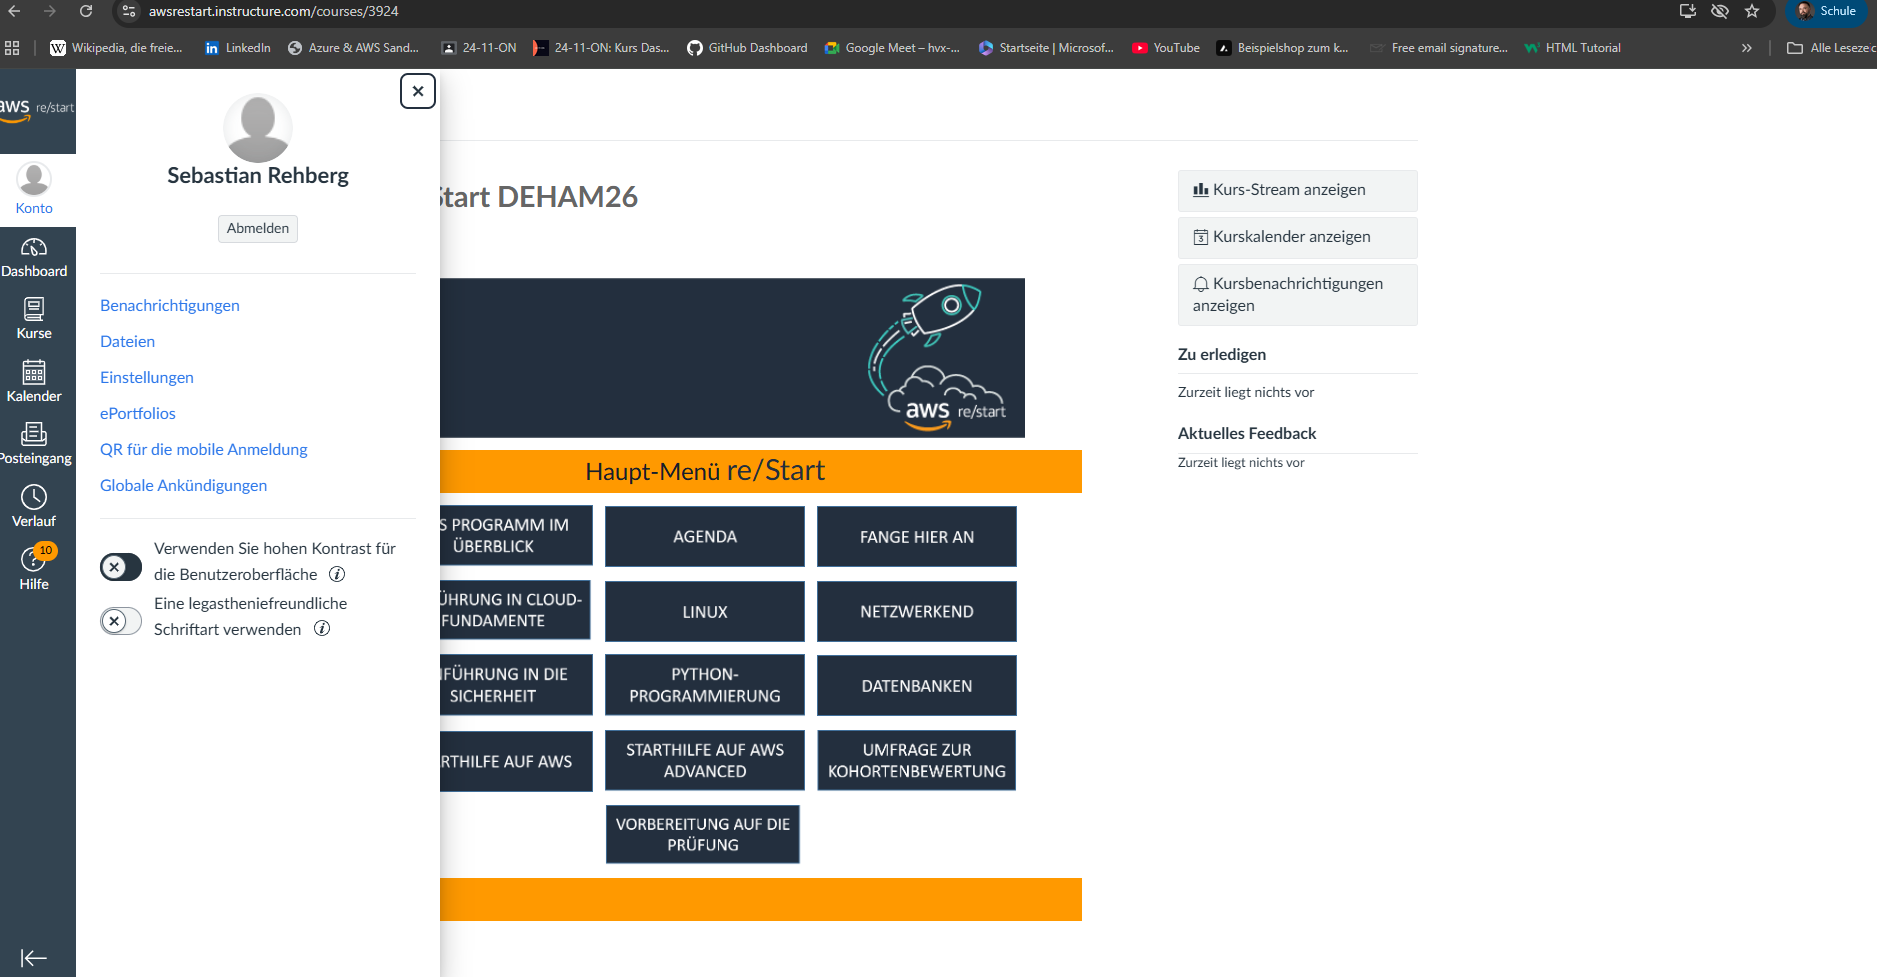 awsrestart.instructure.com/courses/3924
Schule
Wikipedia, die freie...
LinkedIn
Azure & AWS Sand...
24-11-ON
24-11-ON: Kurs Das...
GitHub Dashboard
Google Meet – hvx-...
Startseite | Microsof...
YouTube
Beispielshop zum k...
Free email signature...
HTML Tutorial
Alle Lesezeic
aws re/start
Konto
Dashboard
Kurse
Kalender
Posteingang
Verlauf
10
Hilfe
Sebastian Rehberg
Abmelden
Benachrichtigungen
Dateien
Einstellungen
ePortfolios
QR für die mobile Anmeldung
Globale Ankündigungen
Verwenden Sie hohen Kontrast für
die Benutzeroberfläche
Eine legastheniefreundliche
Schriftart verwenden
Start DEHAM26
aws re/start
Haupt-Menü re/Start
S PROGRAMM IM
ÜBERBLICK
AGENDA
FANGE HIER AN
ÜHRUNG IN CLOUD-
FUNDAMENTE
LINUX
NETZWERKEND
FÜHRUNG IN DIE
SICHERHEIT
PYTHON-
PROGRAMMIERUNG
DATENBANKEN
RTHILFE AUF AWS
STARTHILFE AUF AWS
ADVANCED
UMFRAGE ZUR
KOHORTENBEWERTUNG
VORBEREITUNG AUF DIE
PRÜFUNG
Kurs-Stream anzeigen
3
Kurskalender anzeigen
Kursbenachrichtigungen
anzeigen
Zu erledigen
Zurzeit liegt nichts vor
Aktuelles Feedback
Zurzeit liegt nichts vor